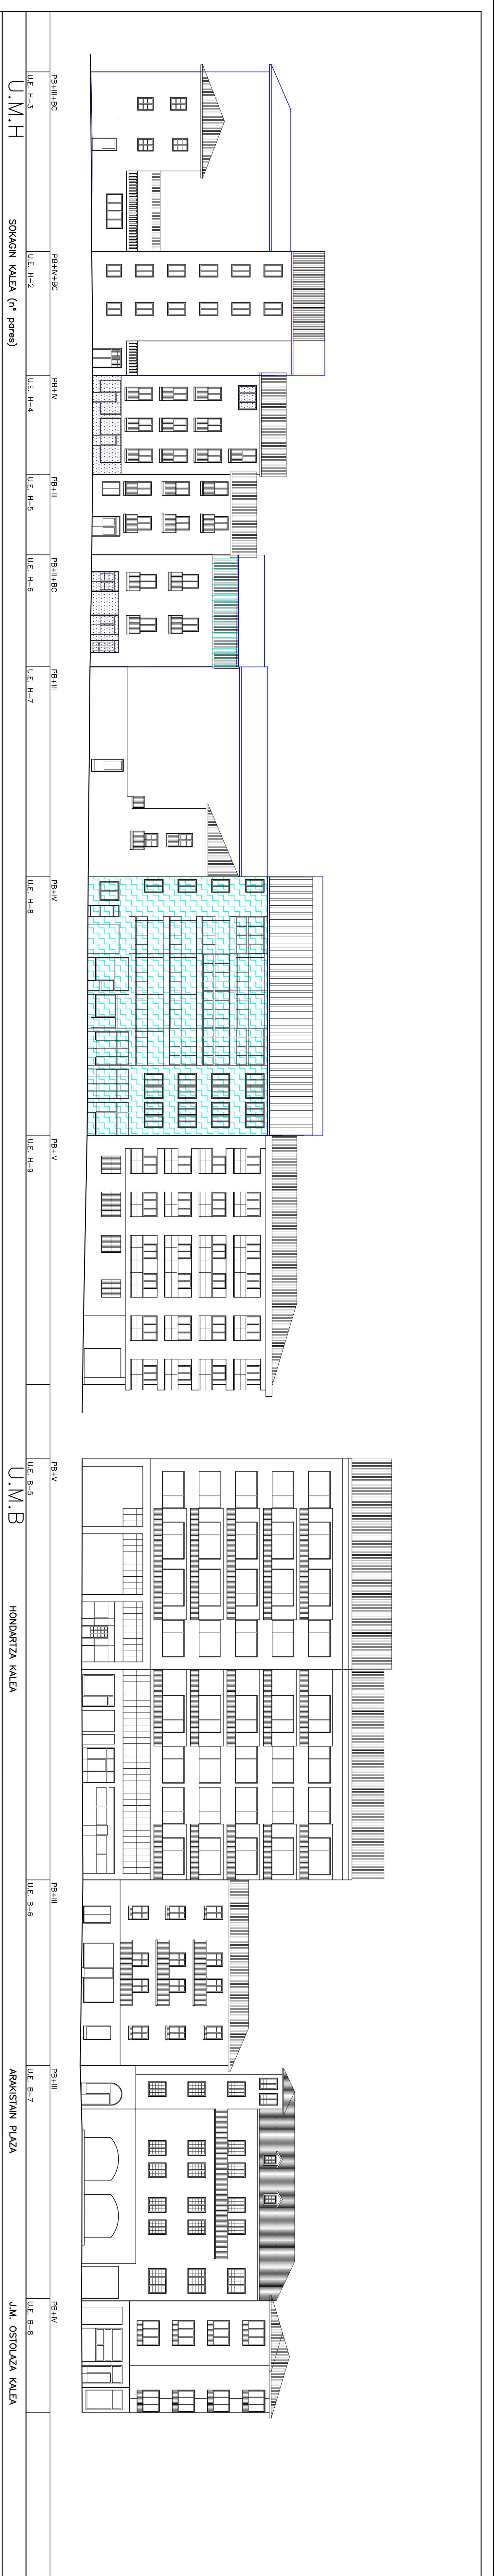 PB+III+BC
PB+IV+BC
PB+IV
PB+III
PB+II+BC
PB+III
PB+IV
PB+IV
PB+V
PB+III
PB+III
PB+IV
U.E. H-3
U.E. H-2
U.E. H-4
U.E. H-5
U.E. H-6
U.E. H-7
U.E. H-8
U.E. H-9
U.E. B-5
U.E. B-6
U.E. B-7
U.E. B-8
U.M.H
SOKAGIN KALEA (nº pares)
U.M.B
HONDARTZA KALEA
ARAKISTAIN PLAZA
J.M. OSTOLAZA KALEA